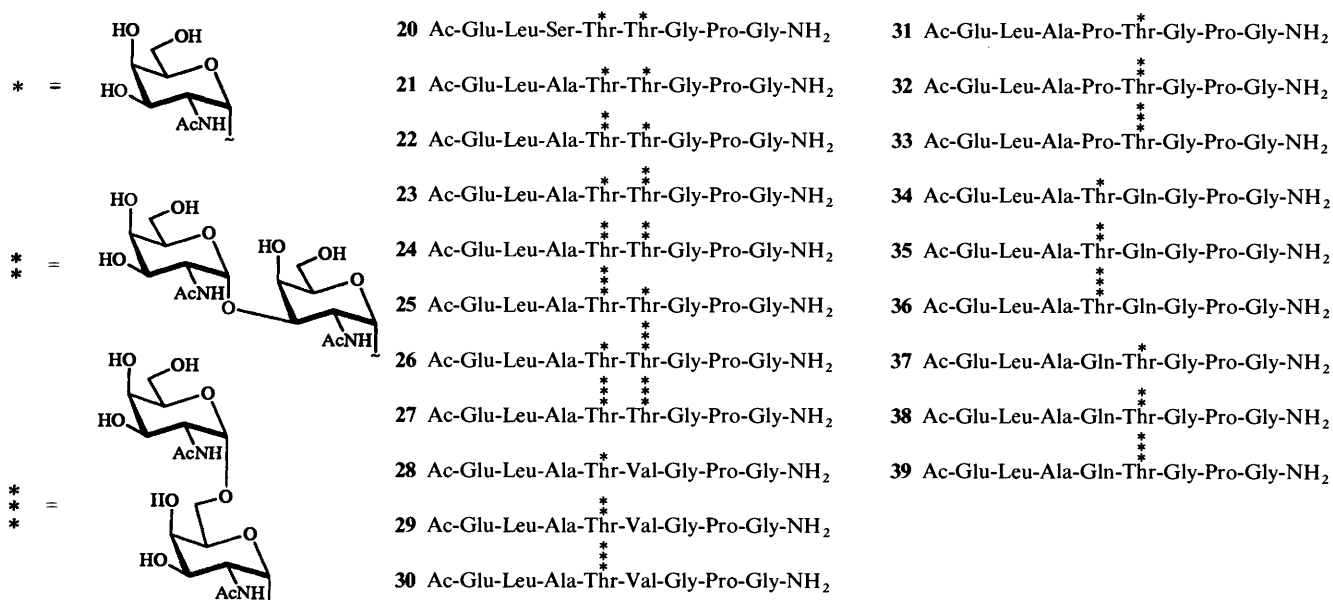 HO OH
O
* =
HO
AcNH
HO OH
O
HO OH
** =
HO
AcNH
O
O
AcNH
HO OH
O
HO
AcNH
*** =
O
HO
O
HO
AcNH
* *
20 Ac-Glu-Leu-Ser-Thr-Thr-Gly-Pro-Gly-NH2
* *
21 Ac-Glu-Leu-Ala-Thr-Thr-Gly-Pro-Gly-NH2
** *
22 Ac-Glu-Leu-Ala-Thr-Thr-Gly-Pro-Gly-NH2
* **
23 Ac-Glu-Leu-Ala-Thr-Thr-Gly-Pro-Gly-NH2
** **
24 Ac-Glu-Leu-Ala-Thr-Thr-Gly-Pro-Gly-NH2
*** *
25 Ac-Glu-Leu-Ala-Thr-Thr-Gly-Pro-Gly-NH2
* ***
26 Ac-Glu-Leu-Ala-Thr-Thr-Gly-Pro-Gly-NH2
*** ***
27 Ac-Glu-Leu-Ala-Thr-Thr-Gly-Pro-Gly-NH2
*
28 Ac-Glu-Leu-Ala-Thr-Val-Gly-Pro-Gly-NH2
**
29 Ac-Glu-Leu-Ala-Thr-Val-Gly-Pro-Gly-NH2
***
30 Ac-Glu-Leu-Ala-Thr-Val-Gly-Pro-Gly-NH2
*
31 Ac-Glu-Leu-Ala-Pro-Thr-Gly-Pro-Gly-NH2
**
32 Ac-Glu-Leu-Ala-Pro-Thr-Gly-Pro-Gly-NH2
***
33 Ac-Glu-Leu-Ala-Pro-Thr-Gly-Pro-Gly-NH2
*
34 Ac-Glu-Leu-Ala-Thr-Gln-Gly-Pro-Gly-NH2
**
35 Ac-Glu-Leu-Ala-Thr-Gln-Gly-Pro-Gly-NH2
***
36 Ac-Glu-Leu-Ala-Thr-Gln-Gly-Pro-Gly-NH2
*
37 Ac-Glu-Leu-Ala-Gln-Thr-Gly-Pro-Gly-NH2
**
38 Ac-Glu-Leu-Ala-Gln-Thr-Gly-Pro-Gly-NH2
***
39 Ac-Glu-Leu-Ala-Gln-Thr-Gly-Pro-Gly-NH2